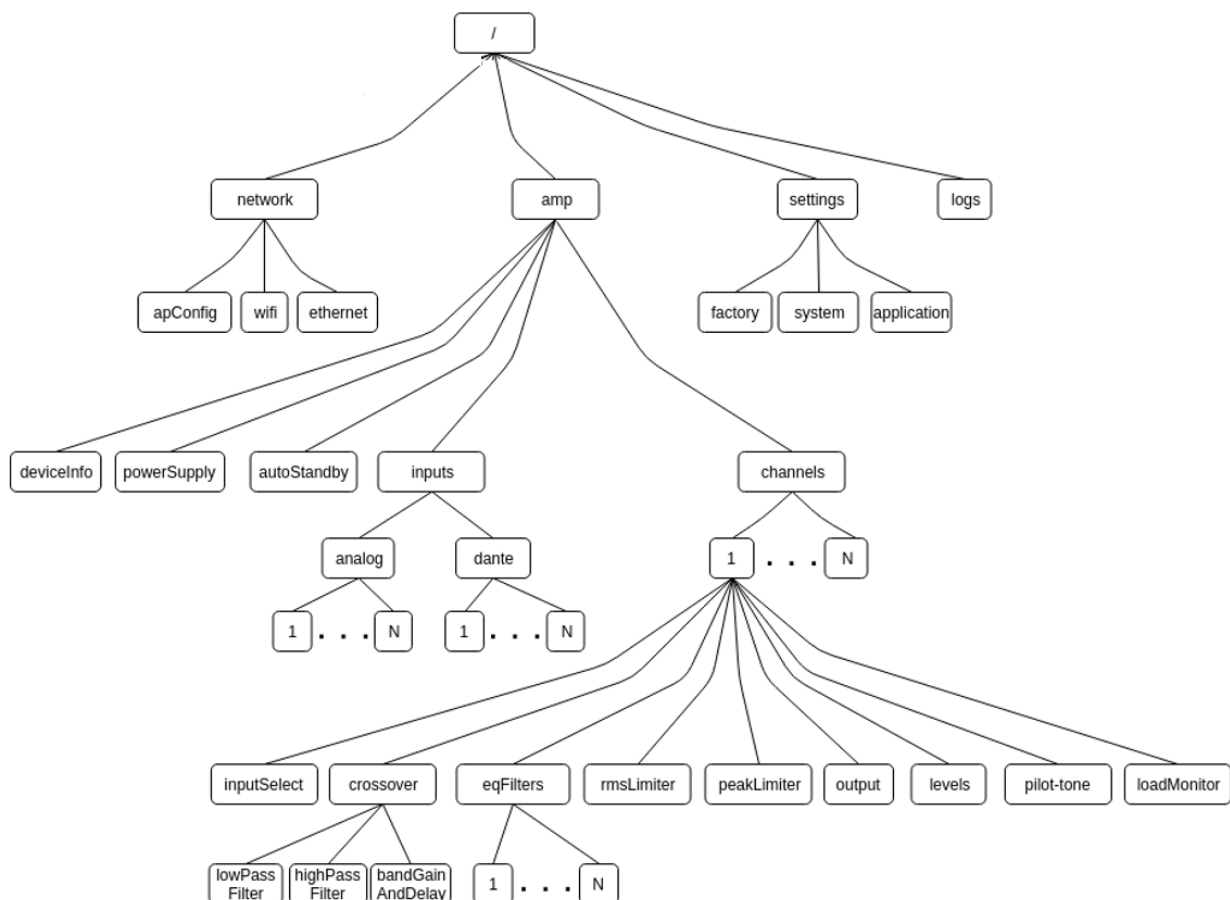 /
network
amp
settings
logs
apConfig
wifi
ethernet
factory
system
application
deviceInfo
powerSupply
autoStandby
inputs
channels
analog
dante
1
. . .
N
1
. . .
N
1
. . .
N
inputSelect
crossover
eqFilters
rmsLimiter
peakLimiter
output
levels
pilot-tone
loadMonitor
lowPass
Filter
highPass
Filter
bandGain
AndDelay
1
. . .
N